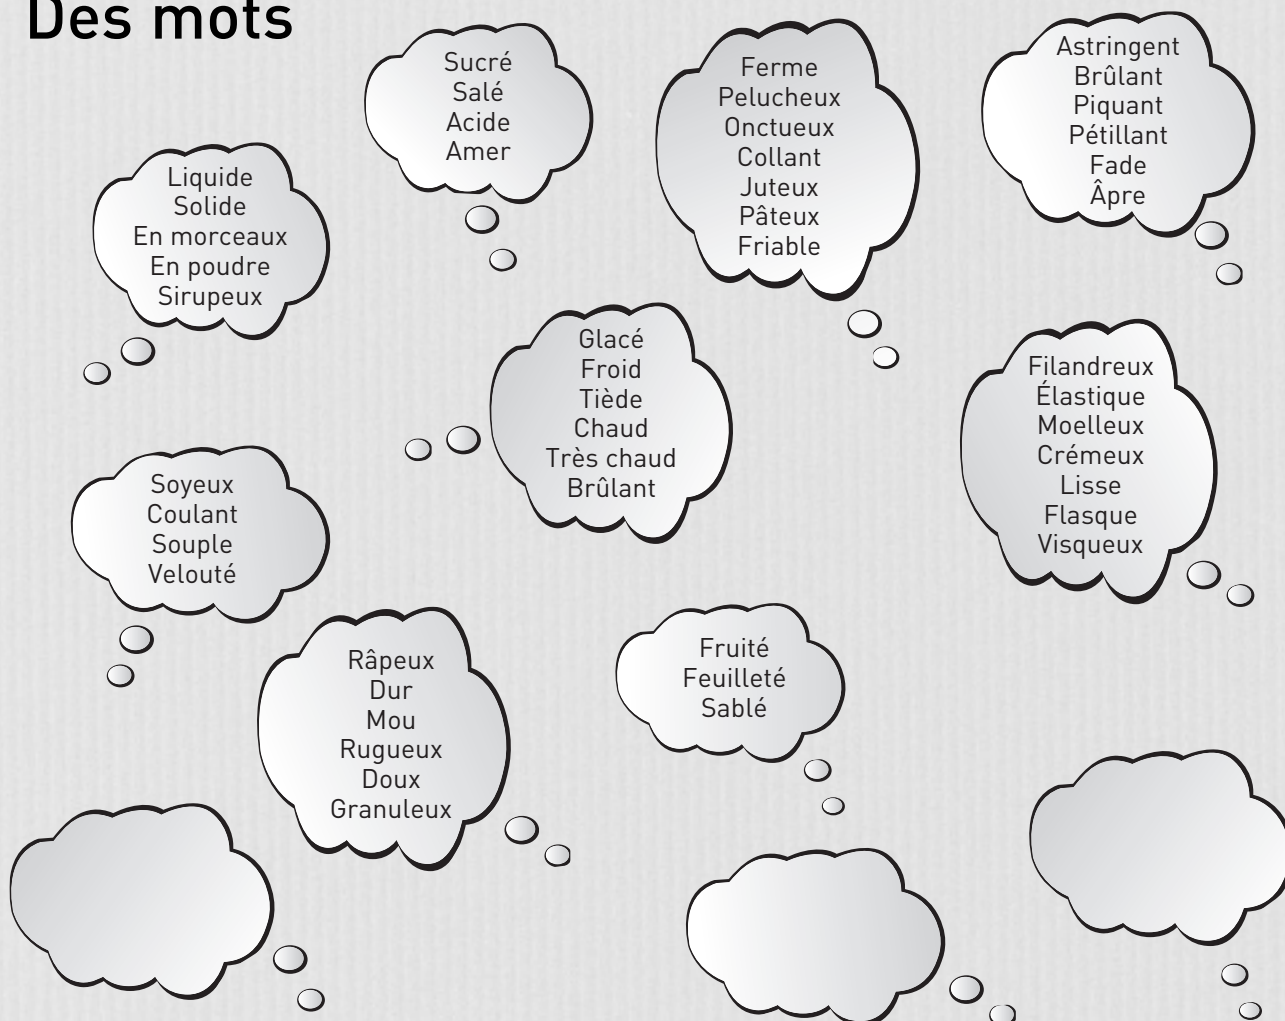 Des mots
Sucré
Salé
Acide
Amer
Ferme
Pelucheux
Onctueux
Collant
Juteux
Pâteux
Friable
Astringent
Brûlant
Piquant
Pétillant
Fade
Âpre
Liquide
Solide
En morceaux
En poudre
Sirupeux
Glacé
Froid
Tiède
Chaud
Très chaud
Brûlant
Filandreux
Élastique
Moelleux
Crémeux
Lisse
Flasque
Visqueux
Soyeux
Coulant
Souple
Velouté
Râpeux
Dur
Mou
Rugueux
Doux
Granuleux
Fruité
Feuilleté
Sablé